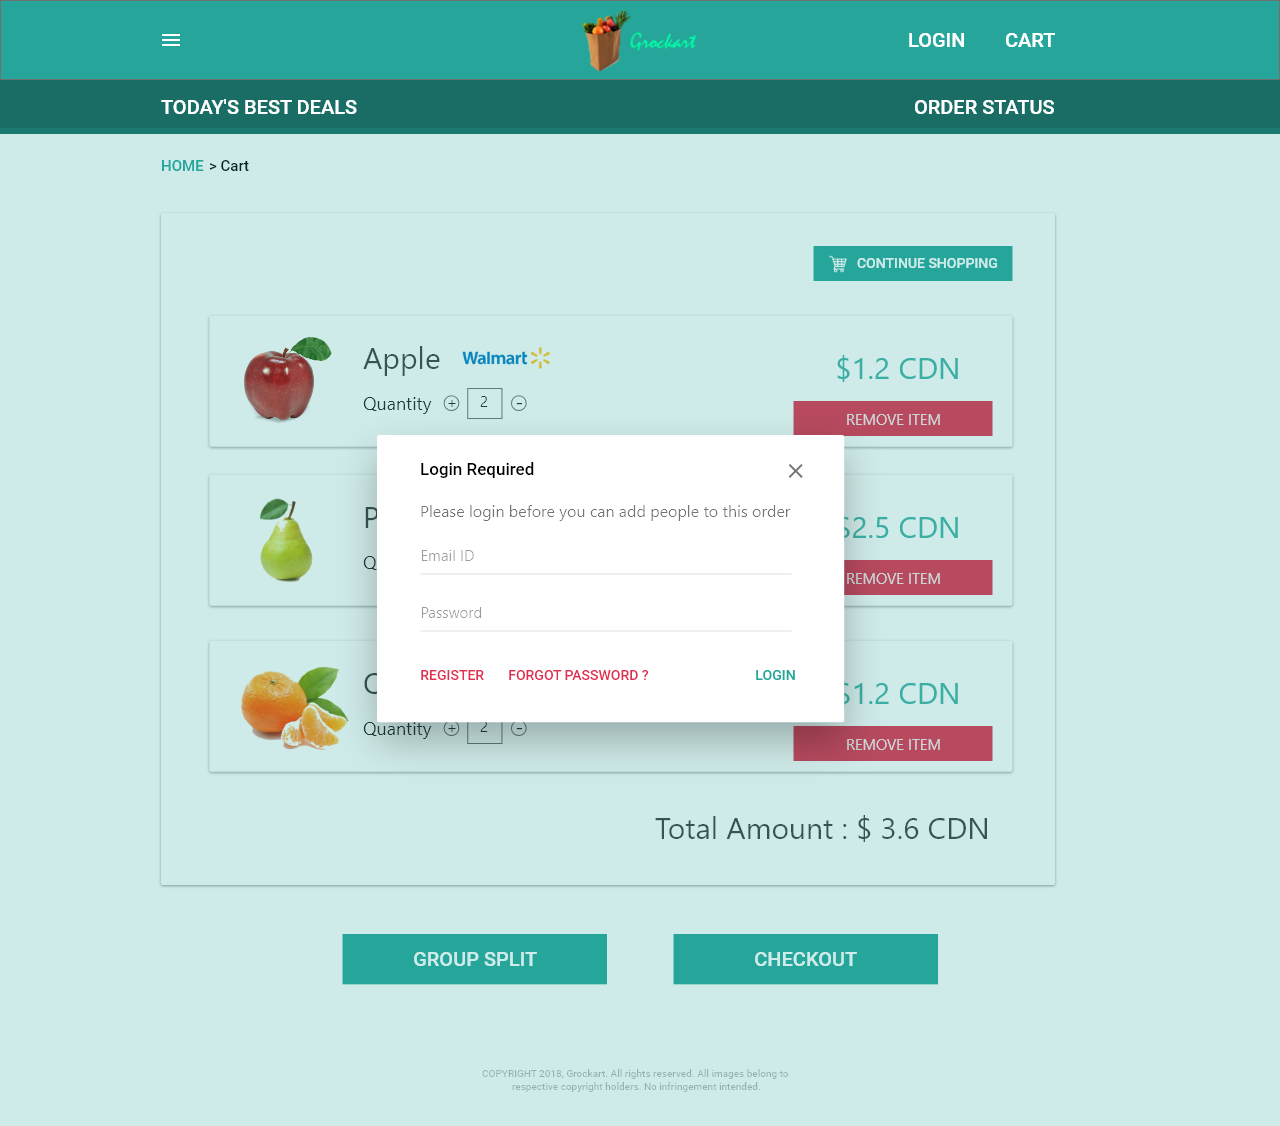 Grockart
LOGIN CART
TODAY'S BEST DEALS ORDER STATUS
HOME > Cart
CONTINUE SHOPPING
Apple Walmart
$1.2 CDN
Quantity + 2 -
REMOVE ITEM
Login Required
Please login before you can add people to this order
$2.5 CDN
Email ID
REMOVE ITEM
Password
REGISTER FORGOT PASSWORD ? LOGIN
$1.2 CDN
Quantity + 2 -
REMOVE ITEM
Total Amount : $ 3.6 CDN
GROUP SPLIT CHECKOUT
COPYRIGHT 2018, Grockart. All rights reserved. All images belong to
respective copyright holders. No infringement intended.